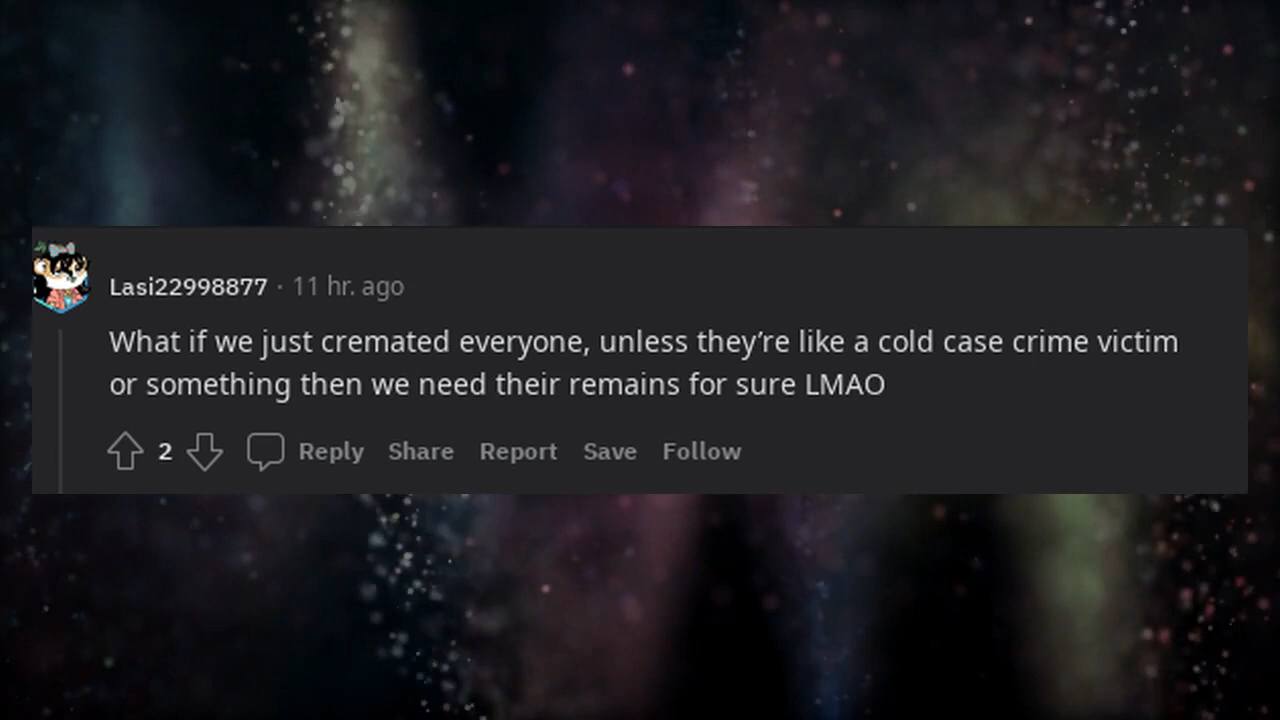 Lasi22998877 · 11 hr. ago
What if we just cremated everyone, unless they’re like a cold case crime victim
or something then we need their remains for sure LMAO
2 Reply Share Report Save Follow